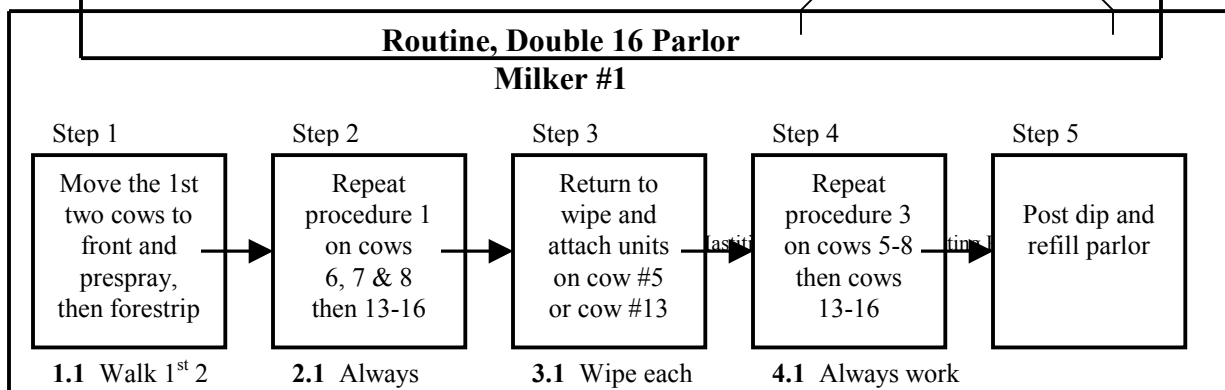 Routine, Double 16 Parlor
Milker #1
Step 1
Move the 1st
two cows to
front and
prespray,
then forestrip
1.1 Walk 1st 2
Step 2
Repeat
procedure 1
on cows
6, 7 & 8
then 13-16
2.1 Always
Step 3
Return to
wipe and
attach units
on cow #5
or cow #13
3.1 Wipe each
Step 4
Repeat
procedure 3
on cows 5-8
then cows
13-16
4.1 Always work
Step 5
Post dip and
refill parlor